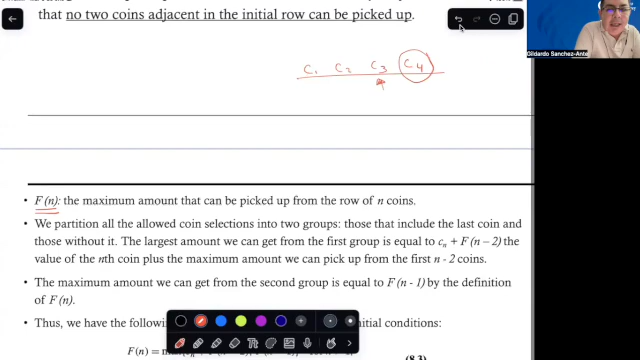 that no two coins adjacent in the initial row can be picked up.
Gildardo Sanchez-Ante
C₁ C₂ C₃ C₄
• F(n): the maximum amount that can be picked up from the row of n coins.
• We partition all the allowed coin selections into two groups: those that include the last coin and
those without it. The largest amount we can get from the first group is equal to cₙ + F(n – 2) the
value of the nth coin plus the maximum amount we can pick up from the first n - 2 coins.
• The maximum amount we can get from the second group is equal to F(n - 1) by the definition
of F(n).
• Thus, we have the following
initial conditions:
F(n) =
(8.3)